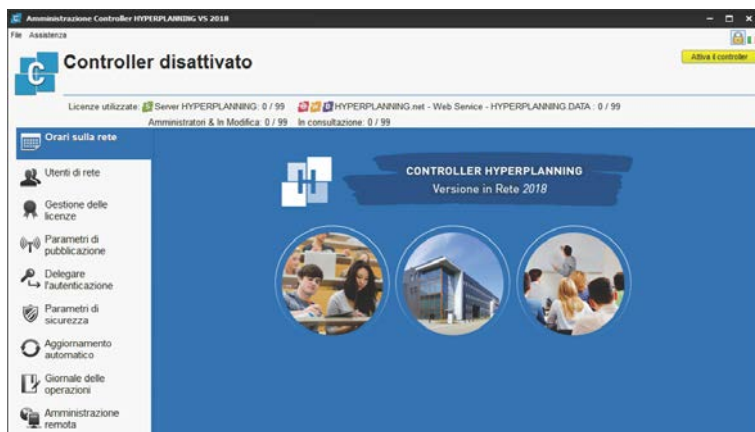 Amministrazione Controller HYPERPLANNING VS 2018
File Assistenza
C
Controller disattivato
Attiva il controller
Licenze utilizzate: Server HYPERPLANNING: 0 / 99 HYPERPLANNING.net - Web Service - HYPERPLANNING.DATA : 0 / 99
Amministratori & In Modifica: 0 / 99 In consultazione: 0 / 99
Orari sulla rete
Utenti di rete
Gestione delle
licenze
Parametri di
pubblicazione
Delegare
l'autenticazione
Parametri di
sicurezza
Aggiornamento
automatico
Giornale delle
operazioni
Amministrazione
remota
H
CONTROLLER HYPERPLANNING
Versione in Rete 2018